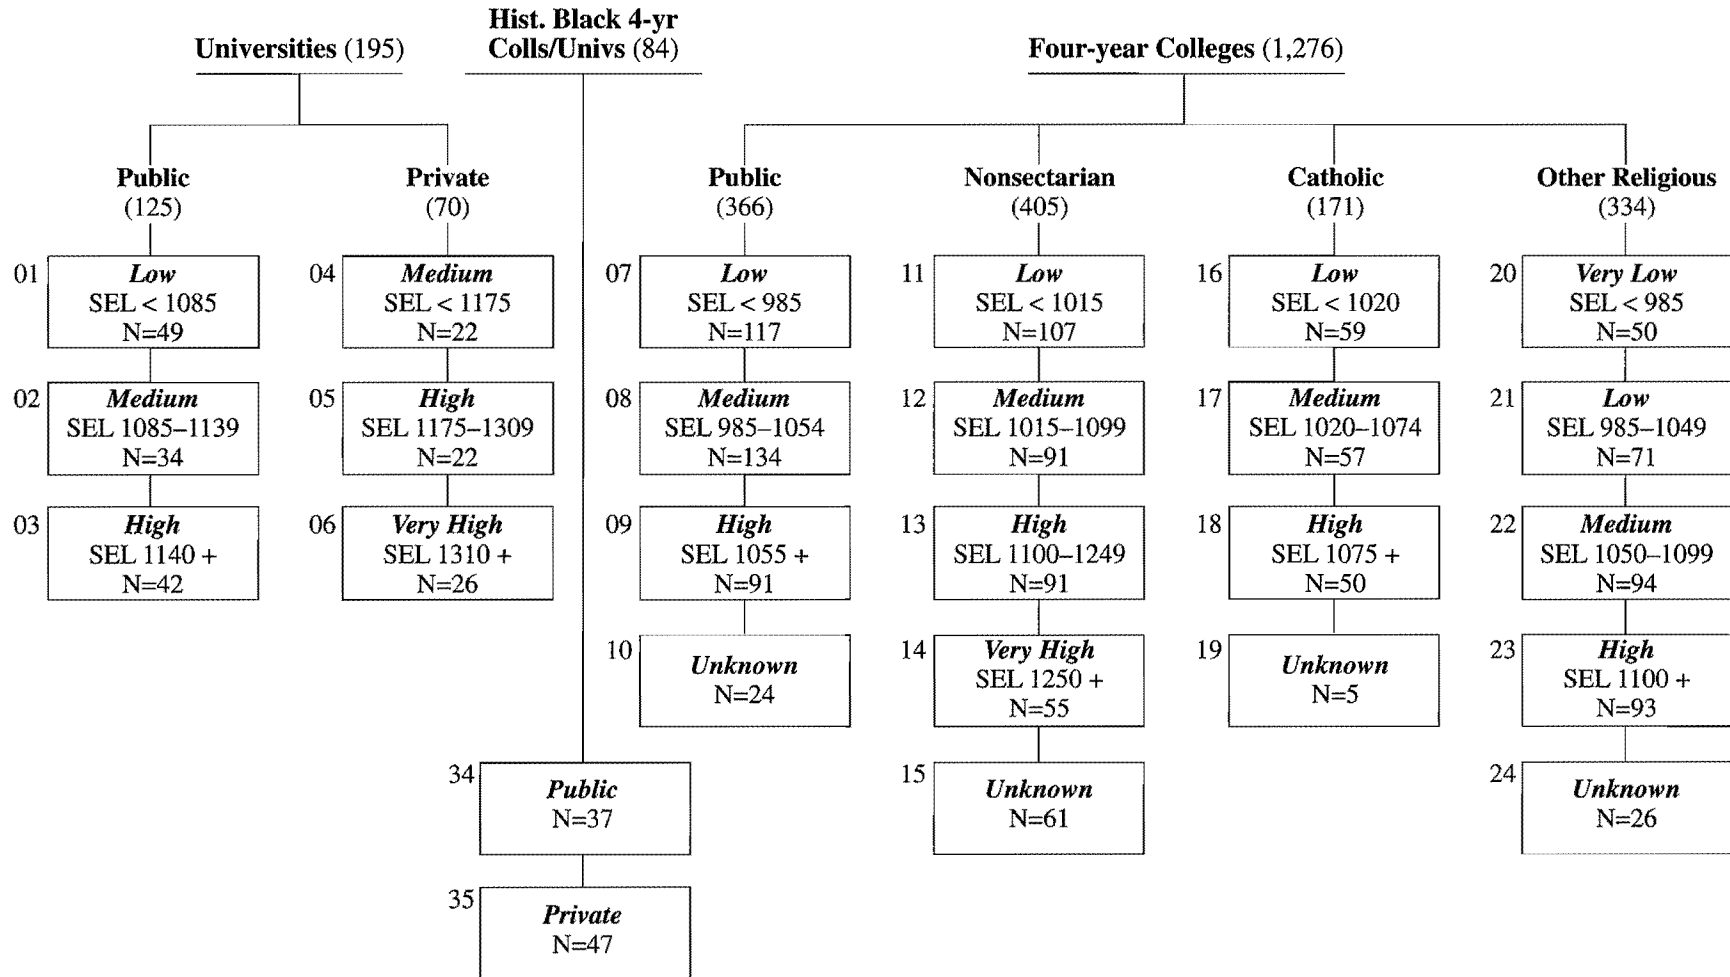 Universities (195)
Hist. Black 4-yr
Colls/Univs (84)
Four-year Colleges (1,276)
Public
(125)
01
Low
SEL < 1085
N=49
02
Medium
SEL 1085–1139
N=34
03
High
SEL 1140 +
N=42
Private
(70)
04
Medium
SEL < 1175
N=22
05
High
SEL 1175–1309
N=22
06
Very High
SEL 1310 +
N=26
34
Public
N=37
35
Private
N=47
Public
(366)
07
Low
SEL < 985
N=117
08
Medium
SEL 985–1054
N=134
09
High
SEL 1055 +
N=91
10
Unknown
N=24
Nonsectarian
(405)
11
Low
SEL < 1015
N=107
12
Medium
SEL 1015–1099
N=91
13
High
SEL 1100–1249
N=91
14
Very High
SEL 1250 +
N=55
15
Unknown
N=61
Catholic
(171)
16
Low
SEL < 1020
N=59
17
Medium
SEL 1020–1074
N=57
18
High
SEL 1075 +
N=50
19
Unknown
N=5
Other Religious
(334)
20
Very Low
SEL < 985
N=50
21
Low
SEL 985–1049
N=71
22
Medium
SEL 1050–1099
N=94
23
High
SEL 1100 +
N=93
24
Unknown
N=26